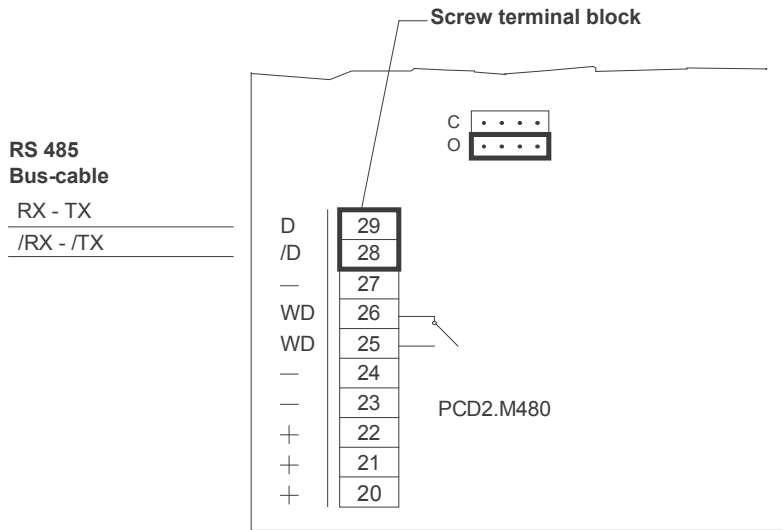 Screw terminal block
C
O
RS 485
Bus-cable
RX - TX
/RX - /TX
D 29
/D 28
— 27
WD 26
WD 25
— 24
— 23
PCD2.M480
+ 22
+ 21
+ 20